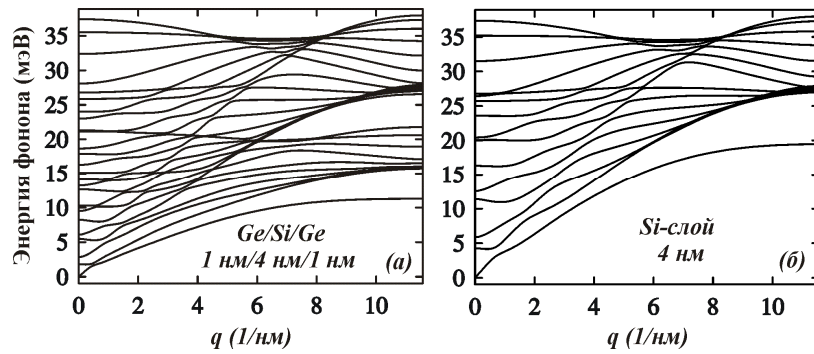 Энергия фонона (мэВ)
35
30
25
20
15
10
5
0
Ge/Si/Ge
1 нм/4 нм/1 нм
(а)
0 2 4 6 8 10
q (1/нм)
35
30
25
20
15
10
5
0
Si-слой
4 нм
(б)
0 2 4 6 8 10
q (1/нм)